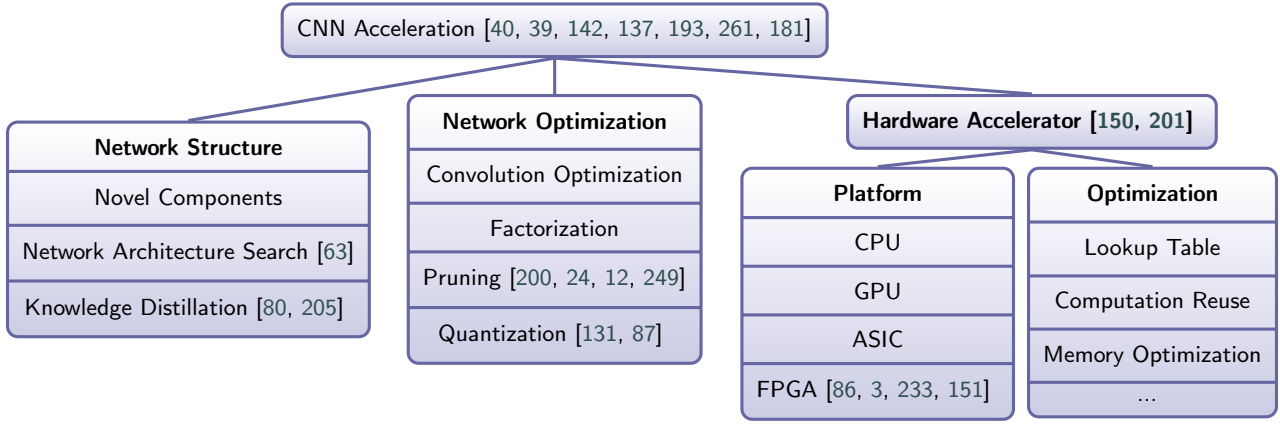 CNN Acceleration [40, 39, 142, 137, 193, 261, 181]
Network Structure
Novel Components
Network Architecture Search [63]
Knowledge Distillation [80, 205]
Network Optimization
Convolution Optimization
Factorization
Pruning [200, 24, 12, 249]
Quantization [131, 87]
Hardware Accelerator [150, 201]
Platform
CPU
GPU
ASIC
FPGA [86, 3, 233, 151]
Optimization
Lookup Table
Computation Reuse
Memory Optimization
...